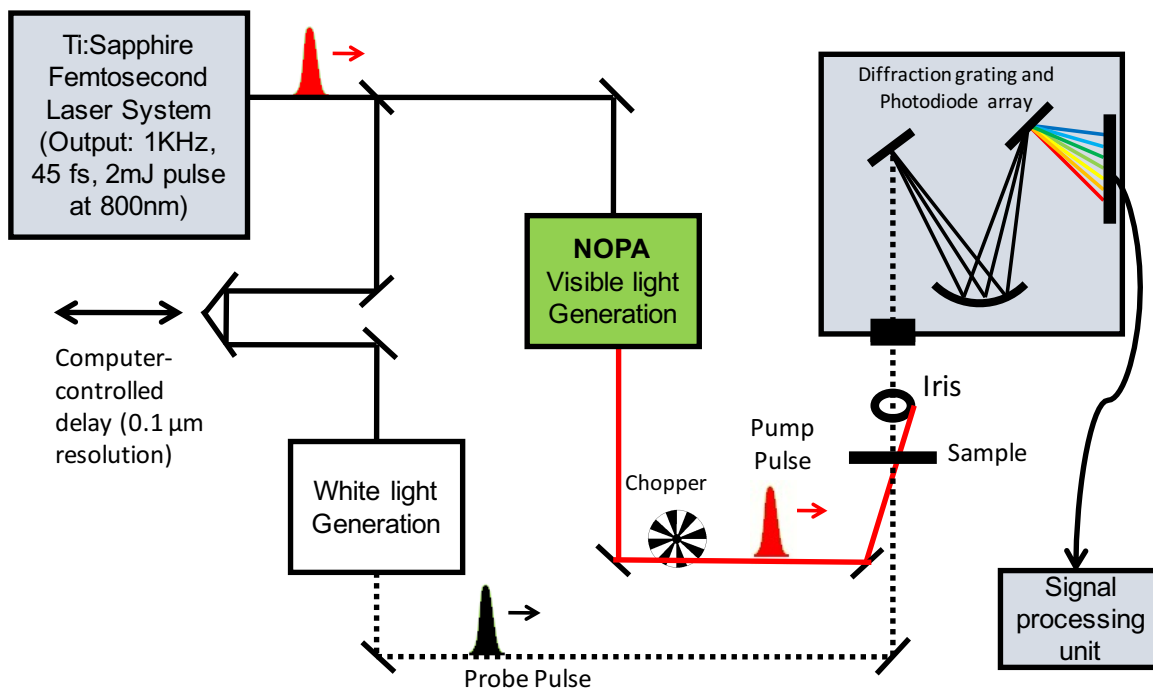 Ti:Sapphire
Femtosecond
Laser System
(Output: 1KHz,
45 fs, 2mJ pulse
at 800nm)
Diffraction grating and
Photodiode array
NOPA
Visible light
Generation
Computer-
controlled
delay (0.1 µm
resolution)
Iris
Pump
Pulse
Sample
Chopper
White light
Generation
Signal
processing
unit
Probe Pulse